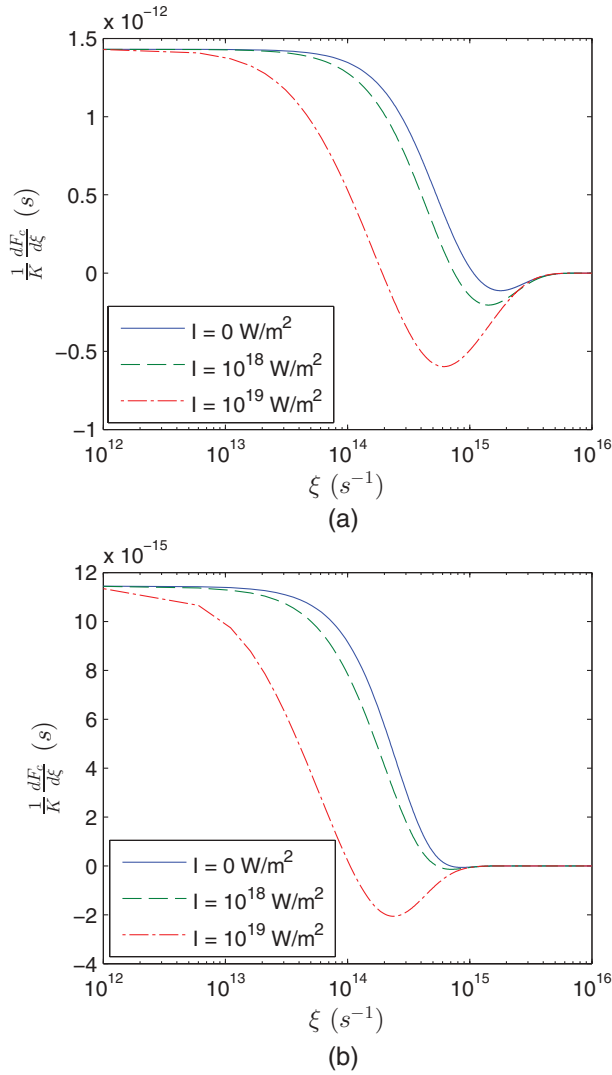 x 10^-12
1.5
1
0.5
0
−0.5
−1
1/K dF_c/dξ (s)
I = 0 W/m^2
I = 10^18 W/m^2
I = 10^19 W/m^2
10^12 10^13 10^14 10^15 10^16
ξ (s^−1)
(a)
x 10^-15
12
10
8
6
4
2
0
−2
−4
1/K dF_c/dξ (s)
I = 0 W/m^2
I = 10^18 W/m^2
I = 10^19 W/m^2
10^12 10^13 10^14 10^15 10^16
ξ (s^−1)
(b)